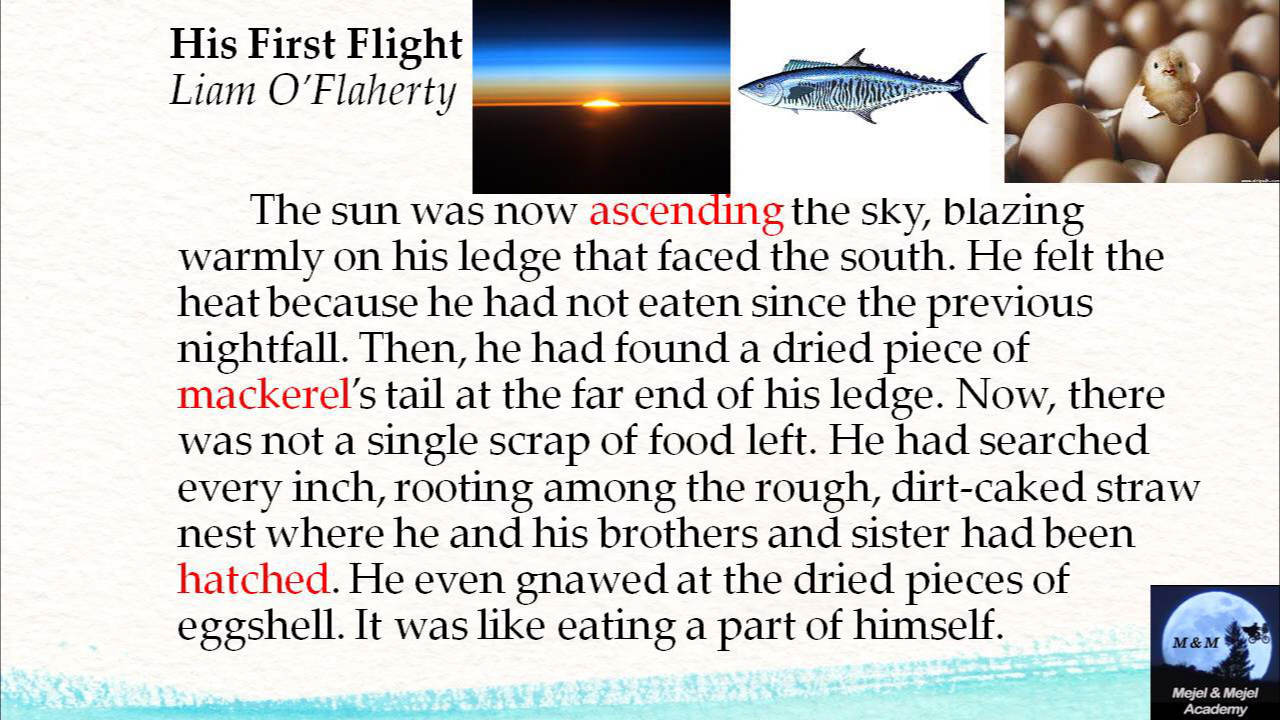 His First Flight
Liam O'Flaherty
The sun was now ascending the sky, blazing
warmly on his ledge that faced the south. He felt the
heat because he had not eaten since the previous
nightfall. Then, he had found a dried piece of
mackerel's tail at the far end of his ledge. Now, there
was not a single scrap of food left. He had searched
every inch, rooting among the rough, dirt-caked straw
nest where he and his brothers and sister had been
hatched. He even gnawed at the dried pieces of
eggshell. It was like eating a part of himself.
M & M
Mejel & Mejel
Academy